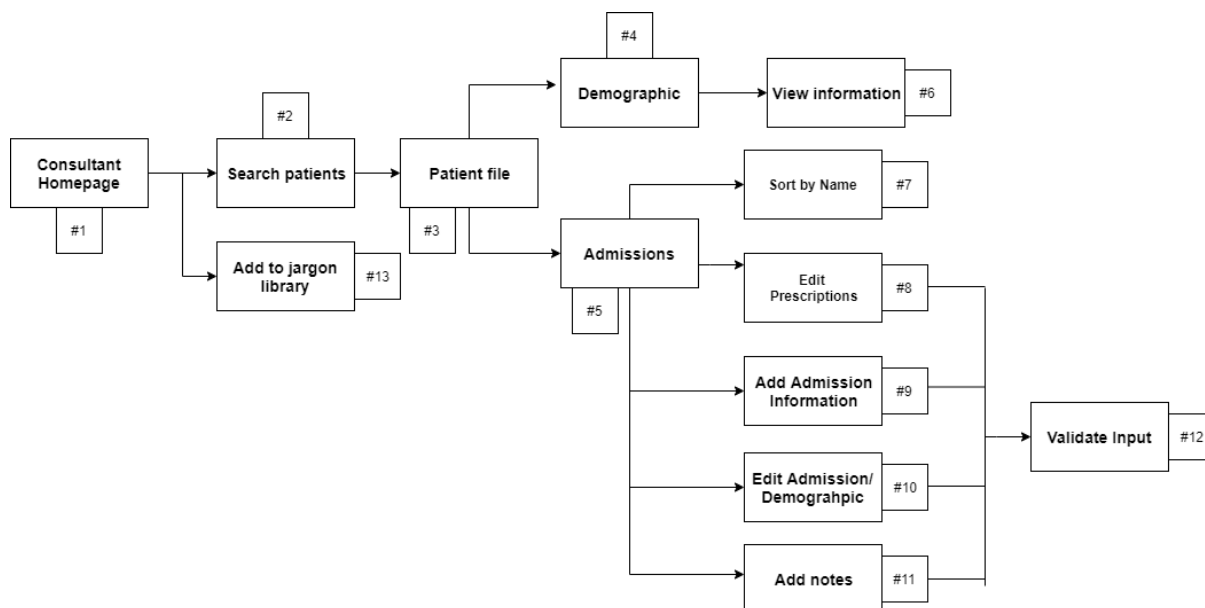 #4
Demographic
View information
#6
#2
Consultant
Homepage
#1
Search patients
Patient file
#3
Sort by Name
#7
Add to jargon
library
#13
Admissions
#5
Edit
Prescriptions
#8
Add Admission
Information
#9
Validate Input
#12
Edit Admission/
Demograhpic
#10
Add notes
#11